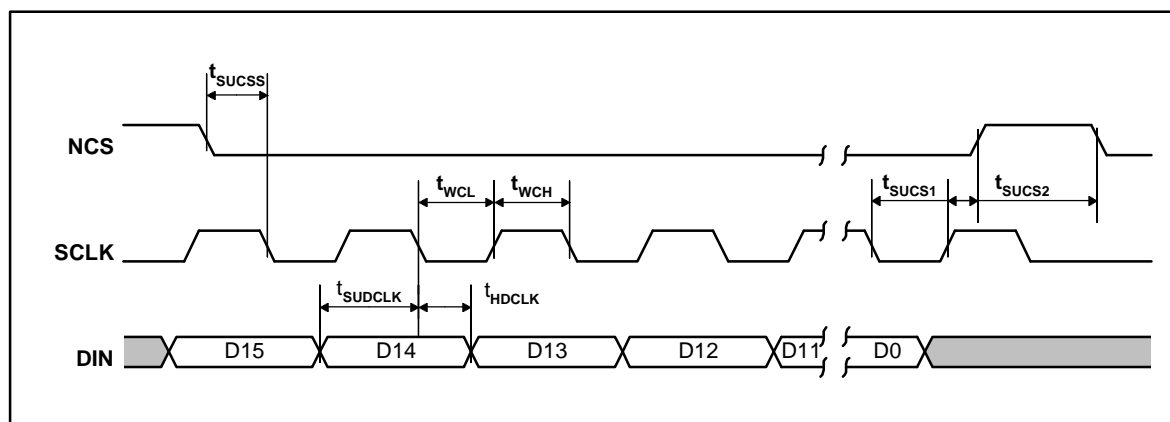 tSUCSS
NCS
tWCL
tWCH
tSUCS1
tSUCS2
SCLK
tSUDCLK
tHDCLK
DIN
D15
D14
D13
D12
D11
D0